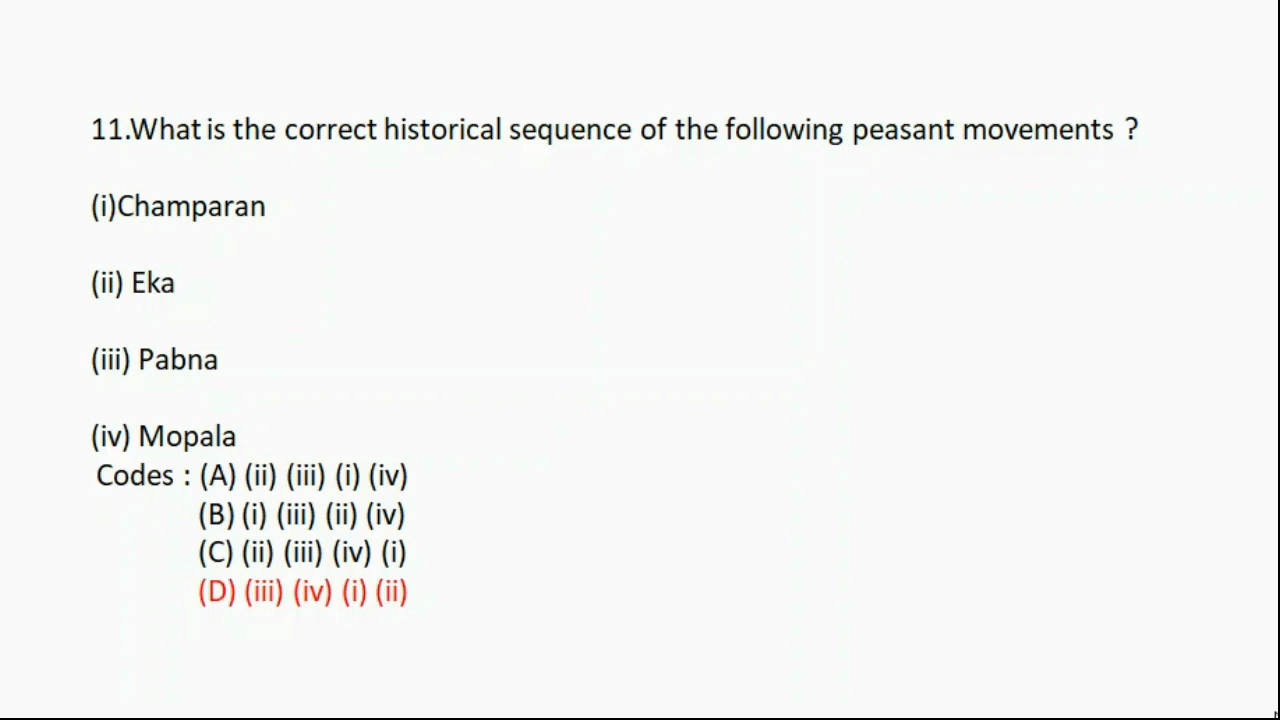 11.What is the correct historical sequence of the following peasant movements ?
(i)Champaran
(ii) Eka
(iii) Pabna
(iv) Mopala
Codes : (A) (ii) (iii) (i) (iv)
(B) (i) (iii) (ii) (iv)
(C) (ii) (iii) (iv) (i)
(D) (iii) (iv) (i) (ii)